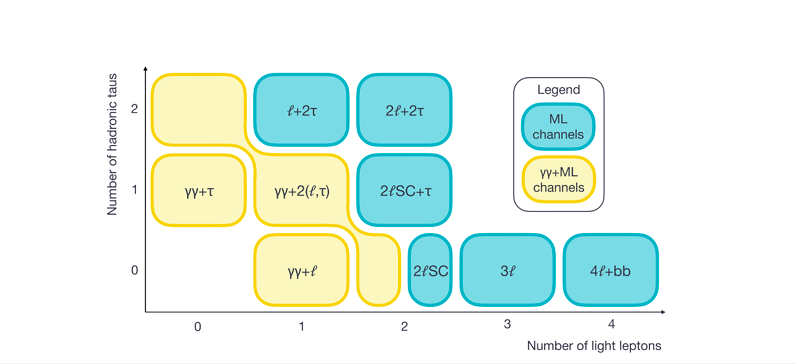 Number of hadronic taus
2
1
0
ℓ+2τ
2ℓ+2τ
γγ+τ
γγ+2(ℓ,τ)
2ℓSC+τ
γγ+ℓ
2ℓSC
3ℓ
4ℓ+bb
Legend
ML
channels
γγ+ML
channels
0
1
2
3
4
Number of light leptons